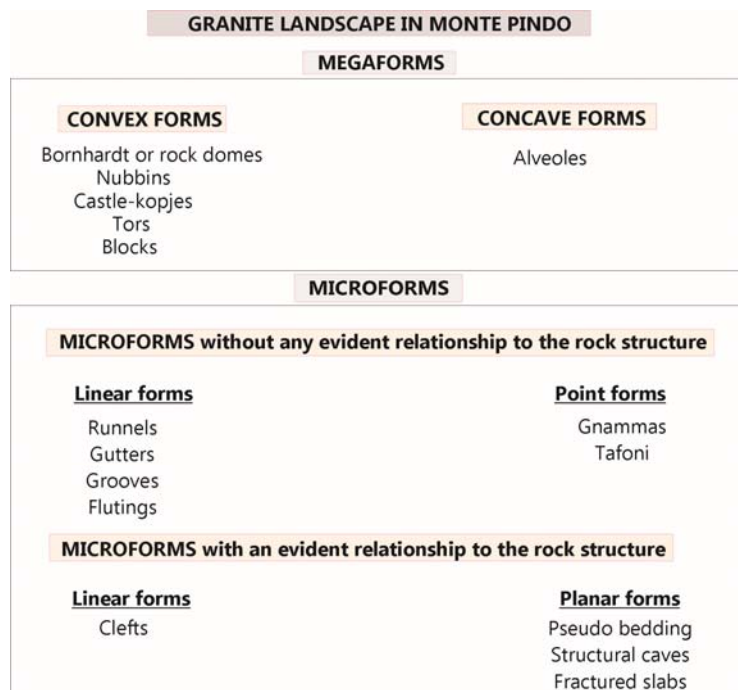 GRANITE LANDSCAPE IN MONTE PINDO
MEGAFORMS
CONVEX FORMS
Bornhardt or rock domes
Nubbins
Castle-kopjes
Tors
Blocks
CONCAVE FORMS
Alveoles
MICROFORMS
MICROFORMS without any evident relationship to the rock structure
Linear forms
Runnels
Gutters
Grooves
Flutings
Point forms
Gnammas
Tafoni
MICROFORMS with an evident relationship to the rock structure
Linear forms
Clefts
Planar forms
Pseudo bedding
Structural caves
Fractured slabs